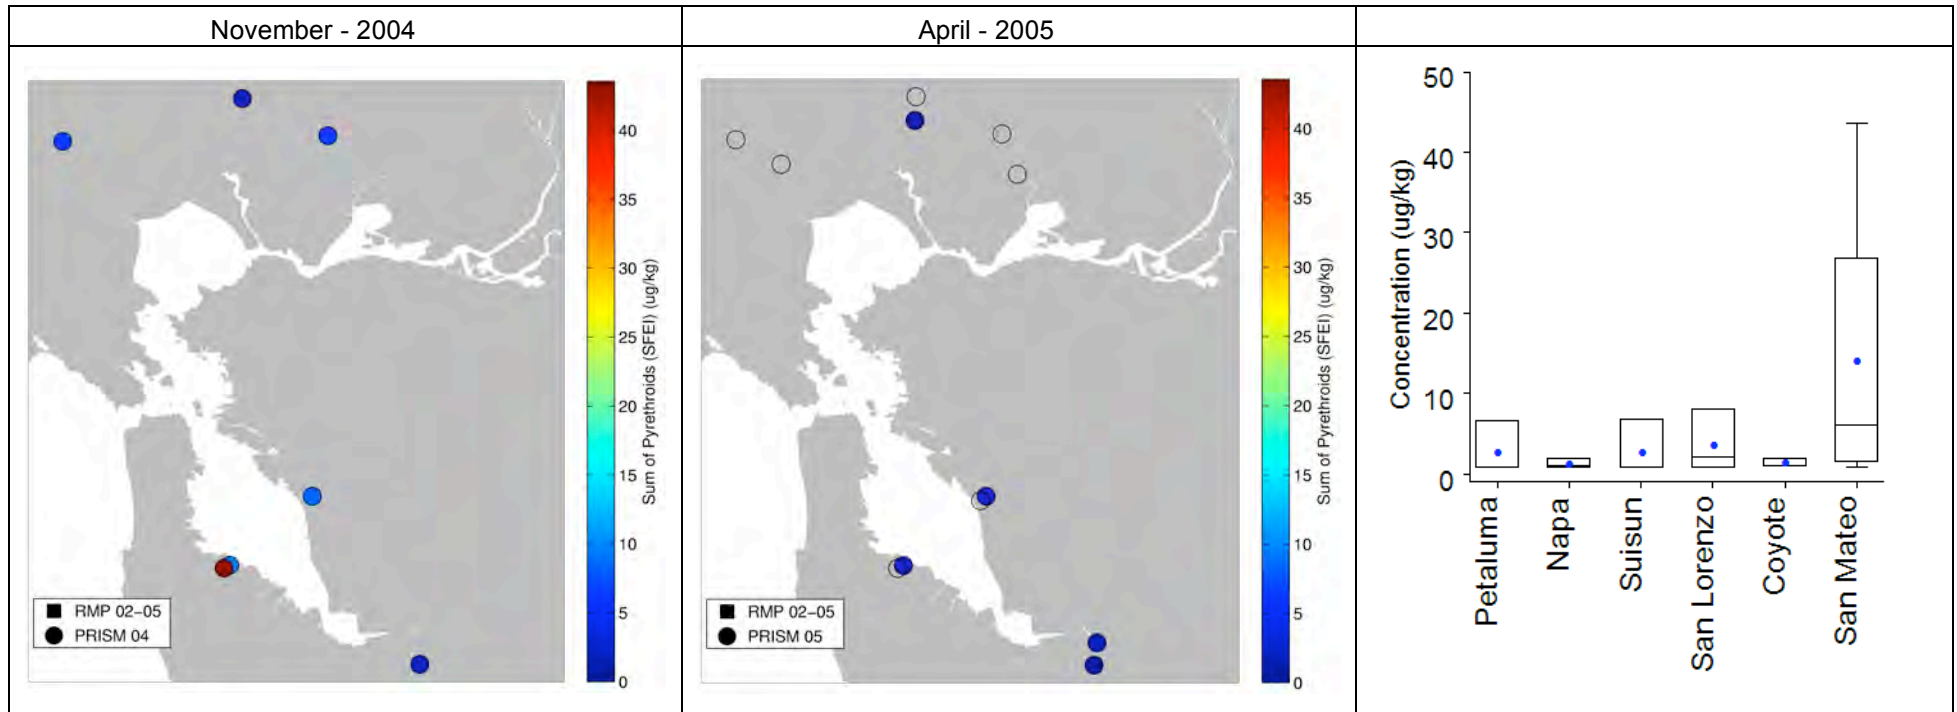 November - 2004
April - 2005
40
35
30
25
20
15
10
5
0
Sum of Pyrethroids (SFEI) (ug/kg)
RMP 02-05
PRISM 04
40
35
30
25
20
15
10
5
0
Sum of Pyrethroids (SFEI) (ug/kg)
RMP 02-05
PRISM 05
50
40
30
20
10
0
Concentration (ug/kg)
Petaluma
Napa
Suisun
San Lorenzo
Coyote
San Mateo